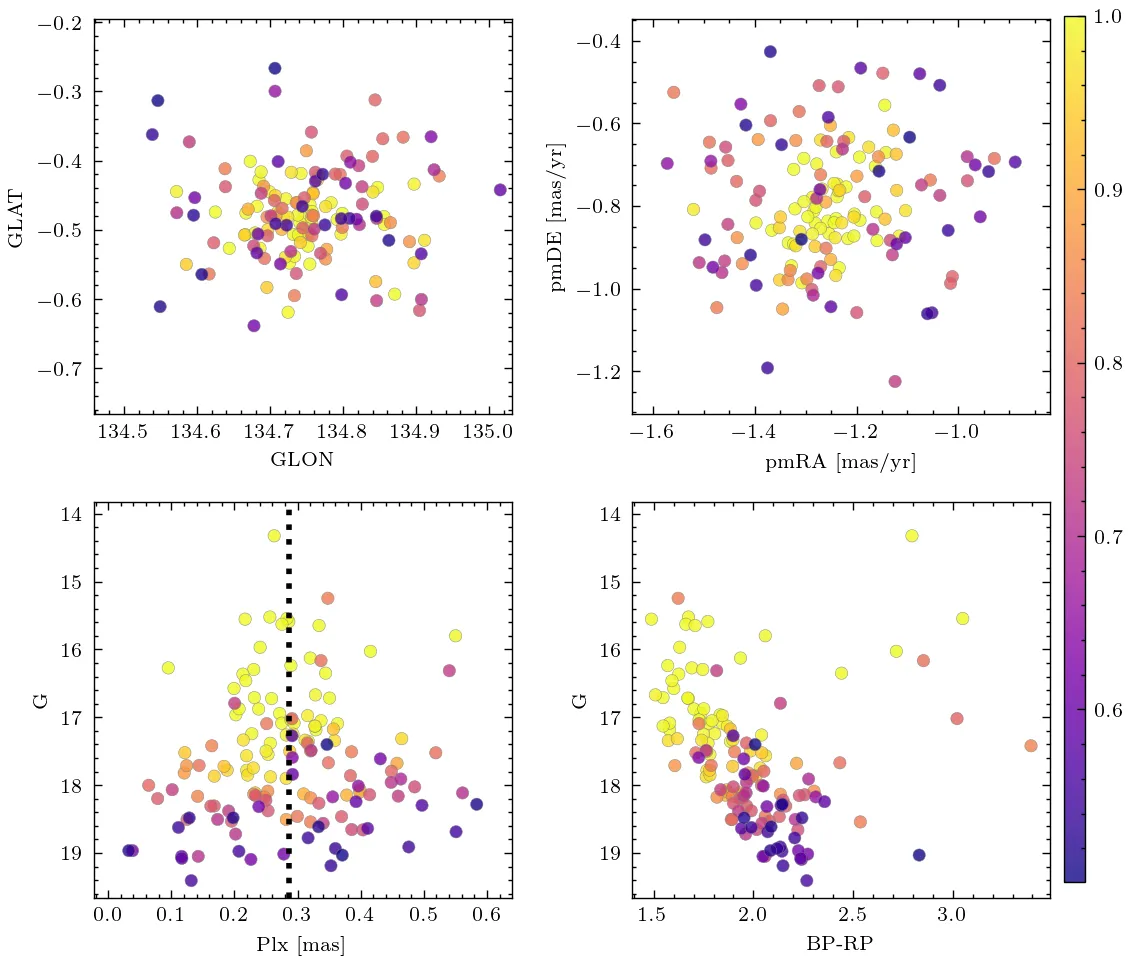 −0.2
−0.3
−0.4
−0.5
−0.6
−0.7
GLAT
134.5 134.6 134.7 134.8 134.9 135.0
GLON
−0.4
−0.6
−0.8
−1.0
−1.2
pmDE [mas/yr]
−1.6 −1.4 −1.2 −1.0
pmRA [mas/yr]
1.0
0.9
0.8
0.7
0.6
14
15
16
17
18
19
G
0.0 0.1 0.2 0.3 0.4 0.5 0.6
Plx [mas]
14
15
16
17
18
19
G
1.5 2.0 2.5 3.0
BP-RP